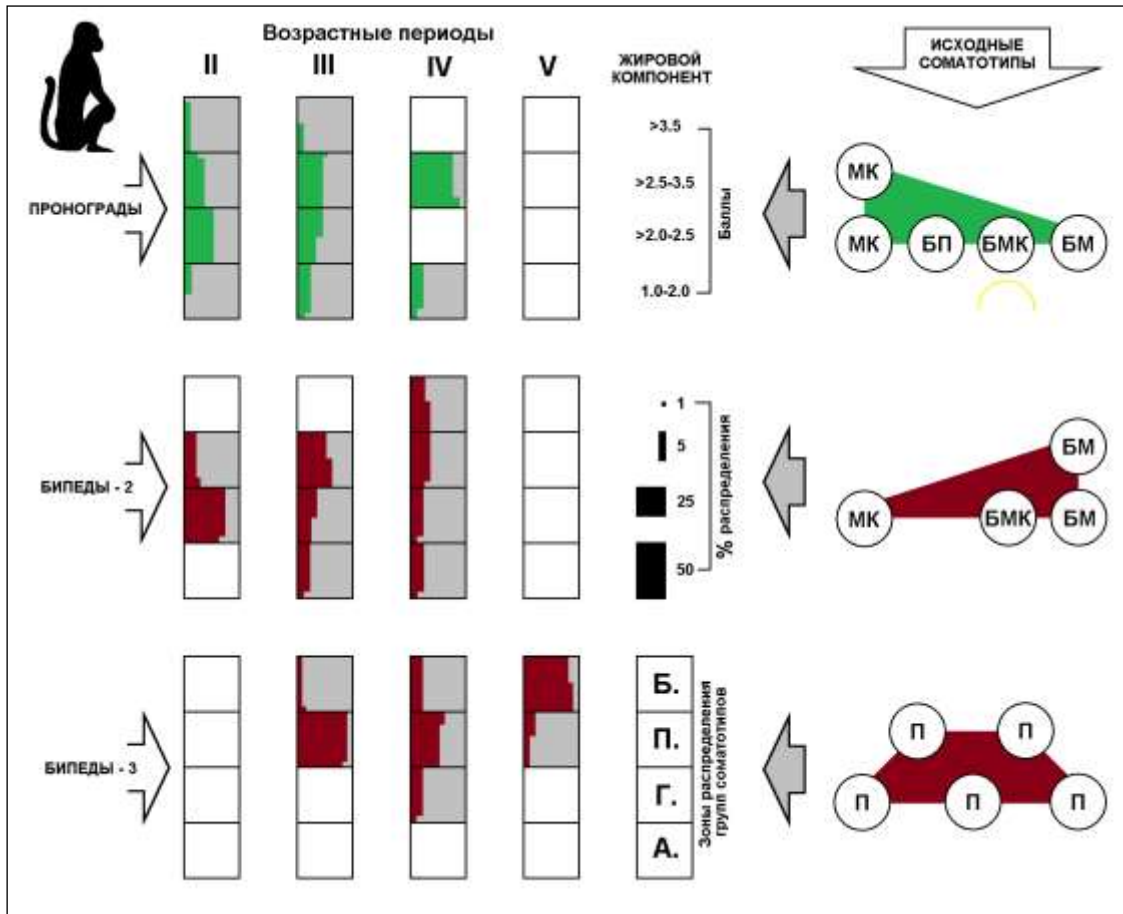 Возрастные периоды
II III IV V
ЖИРОВОЙ
КОМПОНЕНТ
ИСХОДНЫЕ
СОМАТОТИПЫ
ПРОНОГРАДЫ
>3.5
>2.5-3.5
>2.0-2.5
1.0-2.0
Баллы
МК
МК БП БМК БМ
БИПЕДЫ - 2
1
5
25
50
% распределения
БМ
МК БМК БМ
БИПЕДЫ - 3
Б.
П.
Г.
А.
Зоны распределения
групп соматотипов
П П
П П П